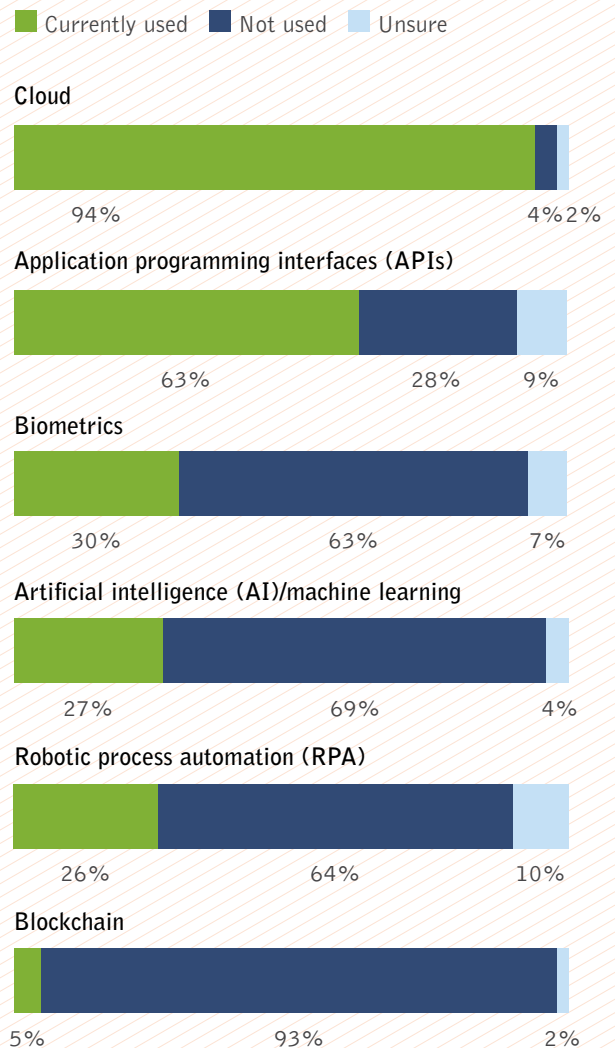 Currently used Not used Unsure
Cloud
94% 4% 2%
Application programming interfaces (APIs)
63% 28% 9%
Biometrics
30% 63% 7%
Artificial intelligence (AI)/machine learning
27% 69% 4%
Robotic process automation (RPA)
26% 64% 10%
Blockchain
5% 93% 2%